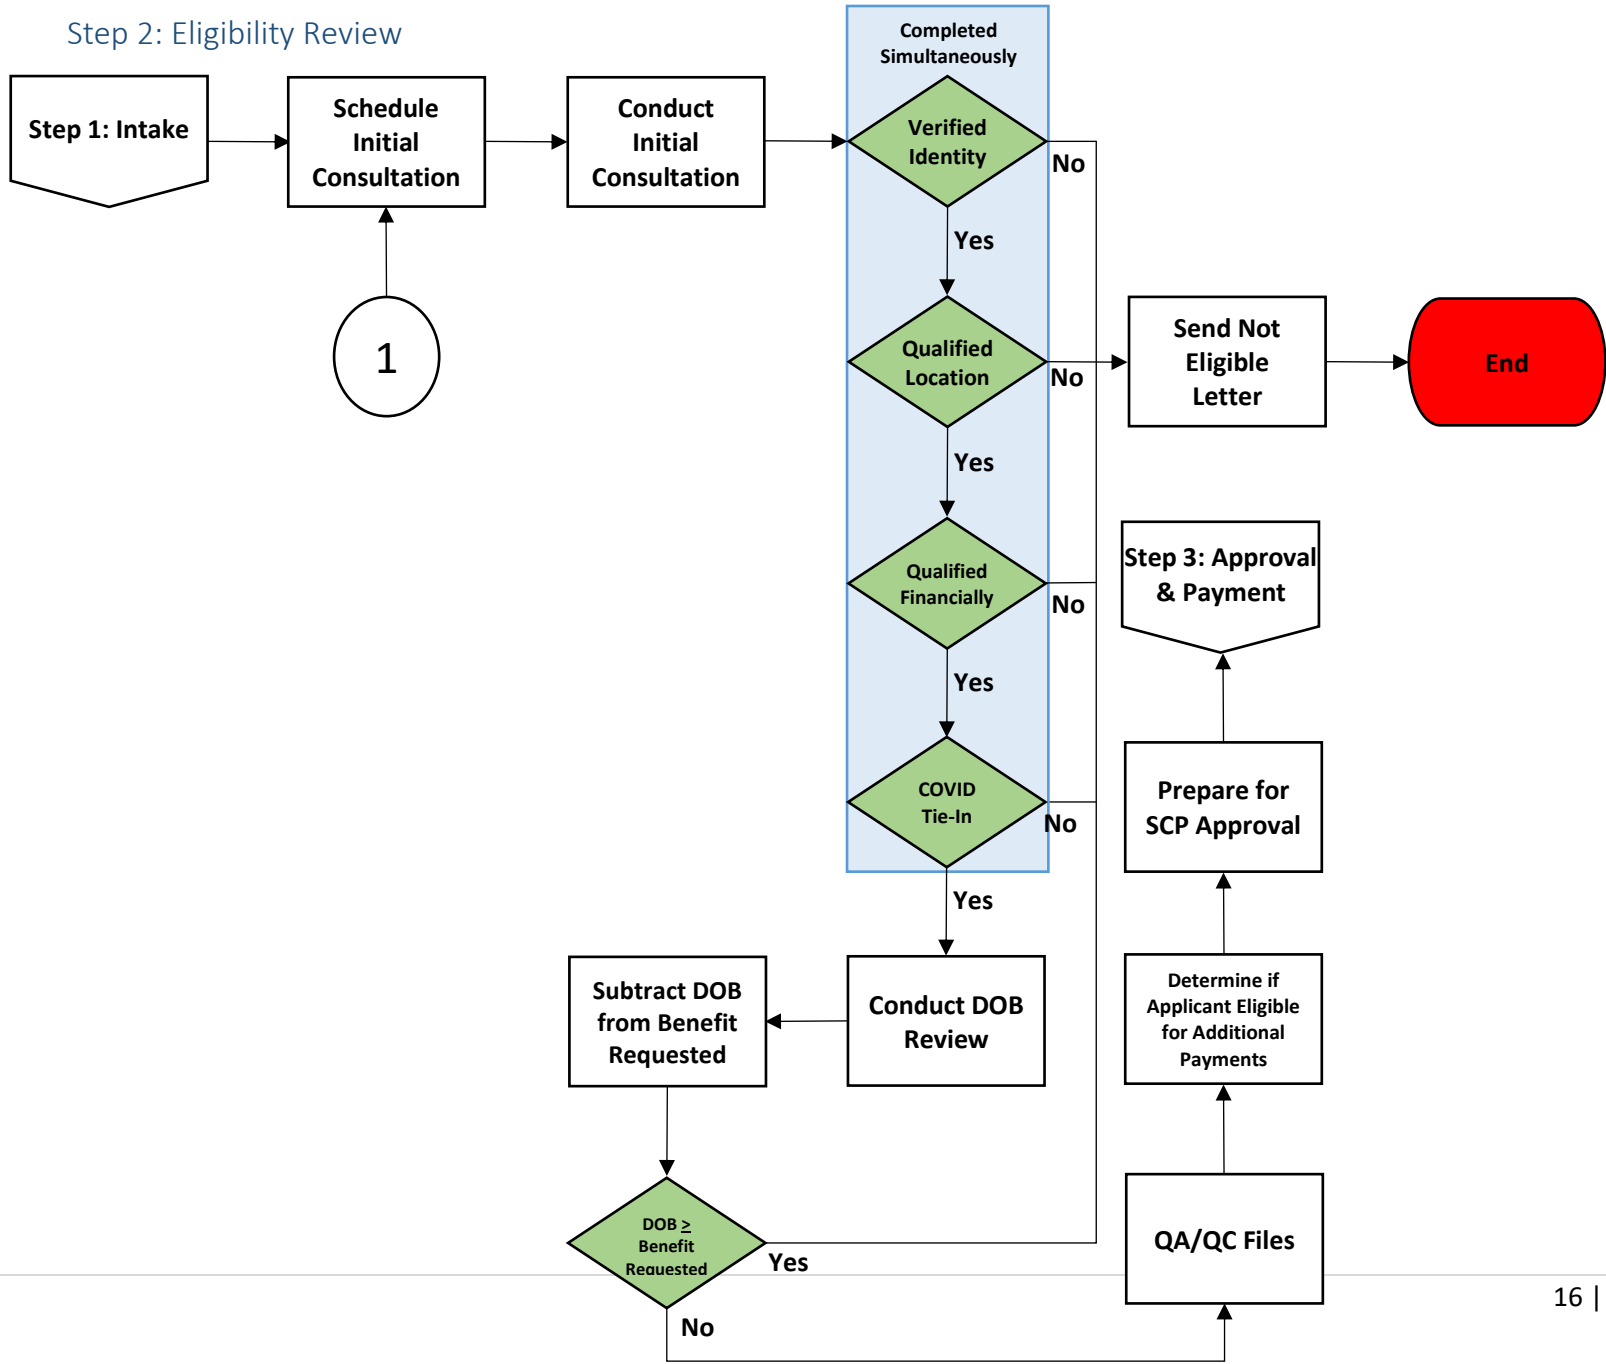 Step 2: Eligibility Review
Completed
Simultaneously
Step 1: Intake
Schedule
Initial
Consultation
Conduct
Initial
Consultation
Verified
Identity
No
Yes
1
Qualified
Location
No
Send Not
Eligible
Letter
End
Yes
Qualified
Financially
No
Step 3: Approval
& Payment
Yes
COVID
Tie-In
No
Prepare for
SCP Approval
Yes
Subtract DOB
from Benefit
Requested
Conduct DOB
Review
Determine if
Applicant Eligible
for Additional
Payments
DOB ≥
Benefit
Requested
Yes
QA/QC Files
No
16 |